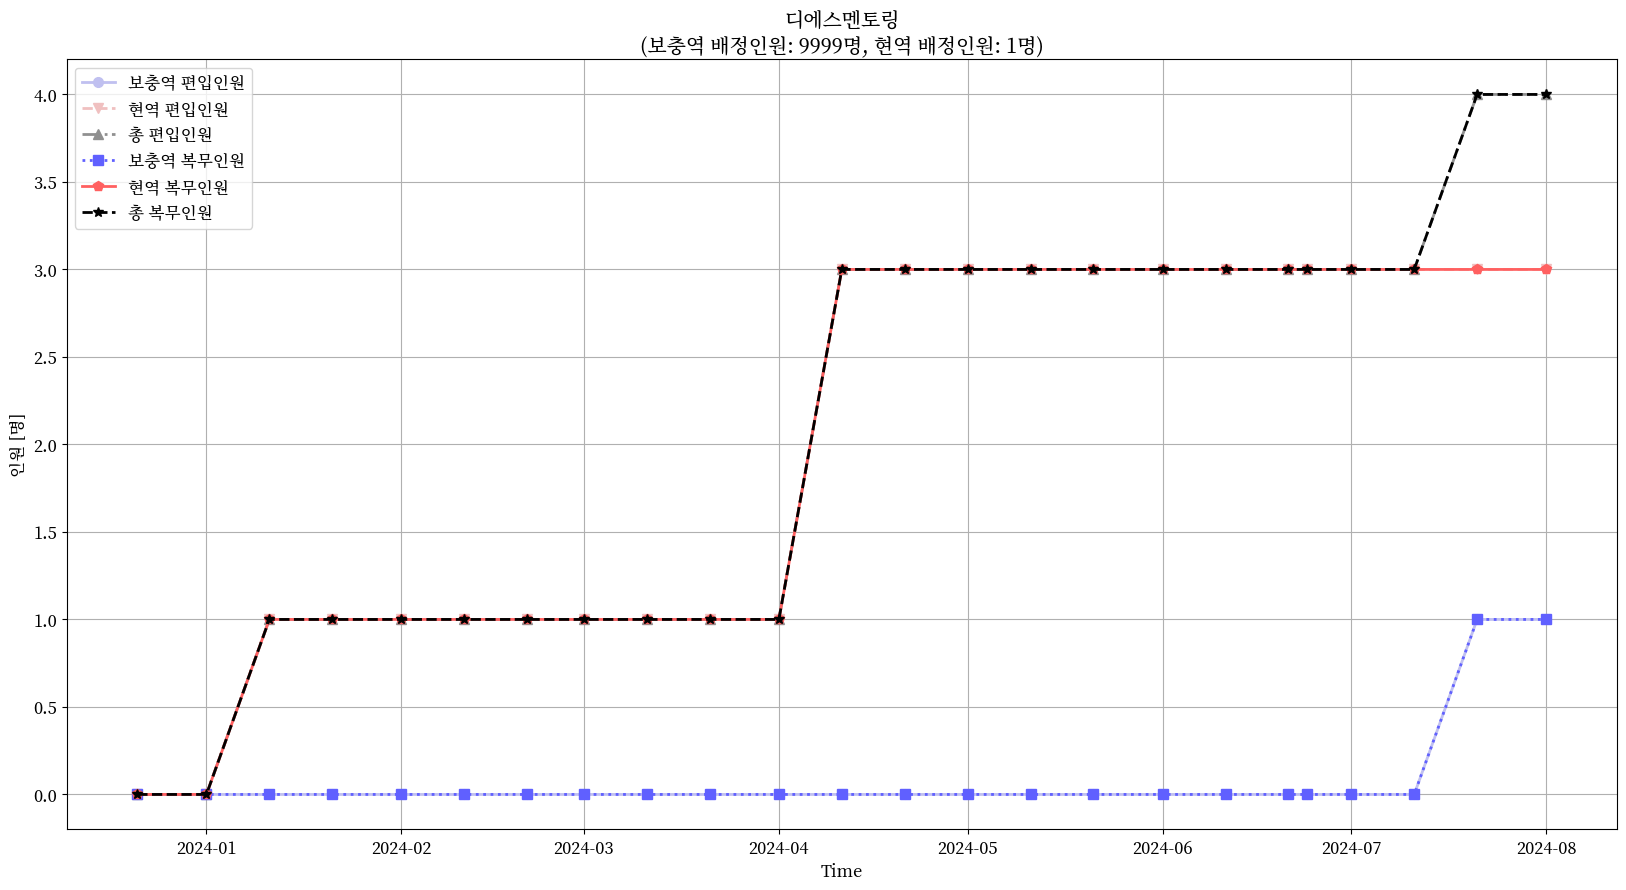 디에스멘토링
(보충역 배정인원: 9999명, 현역 배정인원: 1명)
보충역 편입인원
현역 편입인원
총 편입인원
보충역 복무인원
현역 복무인원
총 복무인원
4.0
3.5
3.0
2.5
2.0
1.5
1.0
0.5
0.0
인원 [명]
2024-01 2024-02 2024-03 2024-04 2024-05 2024-06 2024-07 2024-08
Time